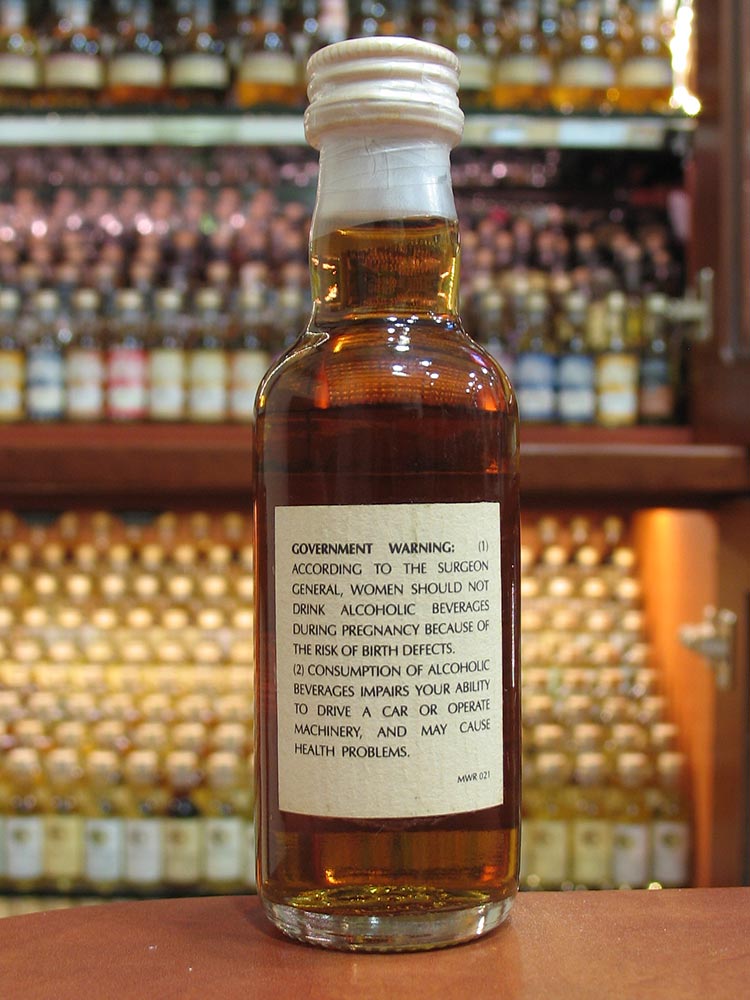 GOVERNMENT WARNING: (1)
ACCORDING TO THE SURGEON
GENERAL, WOMEN SHOULD NOT
DRINK ALCOHOLIC BEVERAGES
DURING PREGNANCY BECAUSE OF
THE RISK OF BIRTH DEFECTS.
(2) CONSUMPTION OF ALCOHOLIC
BEVERAGES IMPAIRS YOUR ABILITY
TO DRIVE A CAR OR OPERATE
MACHINERY, AND MAY CAUSE
HEALTH PROBLEMS.
MWR 021